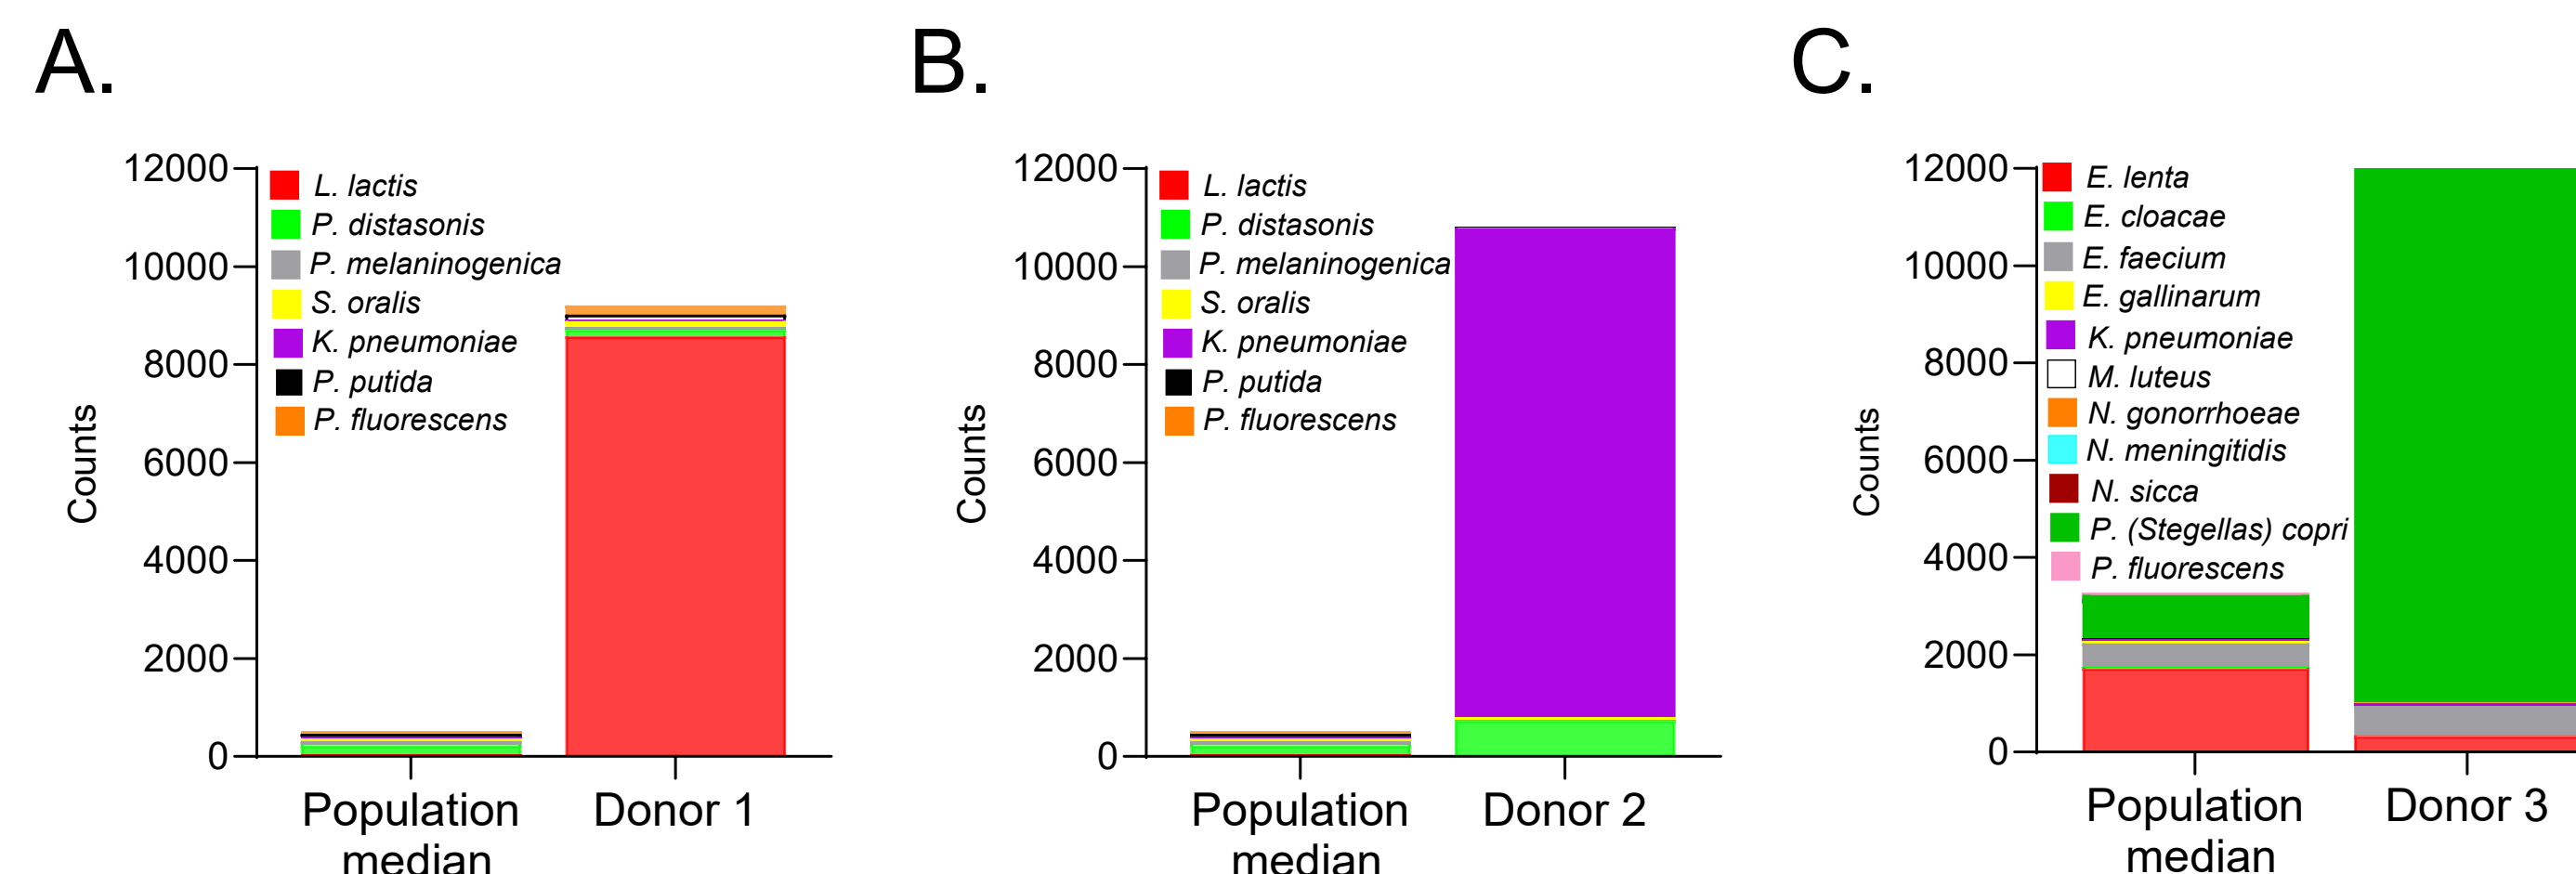 A.
12000
10000
8000
6000
4000
2000
0
Counts
L. lactis
P. distasonis
P. melaninogenica
S. oralis
K. pneumoniae
P. putida
P. fluorescens
Population
median
Donor 1
B.
12000
10000
8000
6000
4000
2000
0
Counts
L. lactis
P. distasonis
P. melaninogenica
S. oralis
K. pneumoniae
P. putida
P. fluorescens
Population
median
Donor 2
C.
12000
10000
8000
6000
4000
2000
0
Counts
E. lenta
E. cloacae
E. faecium
E. gallinarum
K. pneumoniae
M. luteus
N. gonorrhoeae
N. meningitidis
N. sicca
P. (Stegellas) copri
P. fluorescens
Population
median
Donor 3